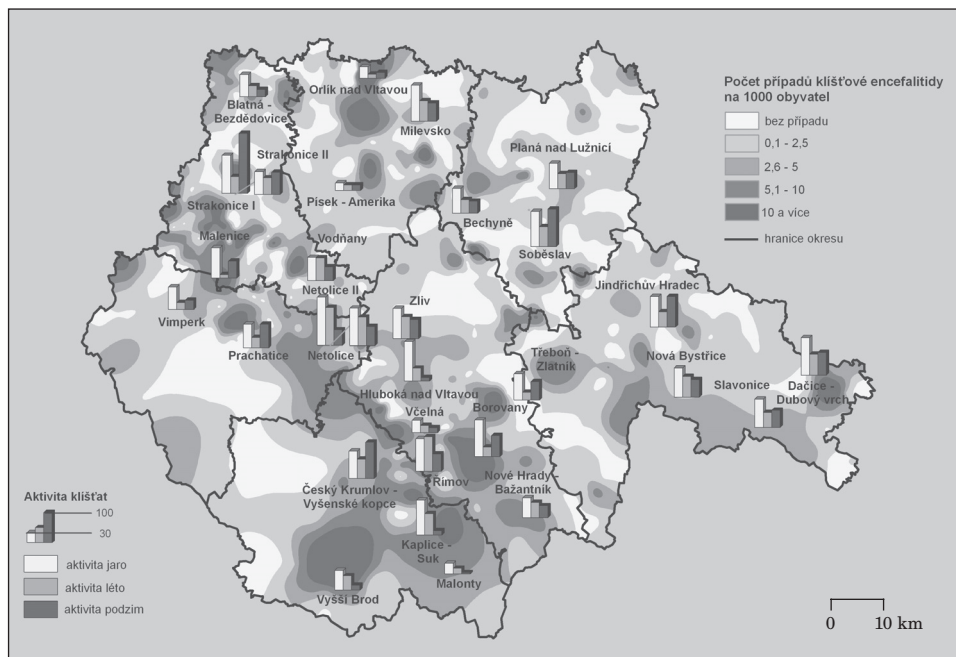 Počet případů klíšťové encefalitidy
na 1000 obyvatel
bez případu
0,1 - 2,5
2,6 - 5
5,1 - 10
10 a více
hranice okresu
Orlík nad Vltavou
Blatná -
Bezdědovice
Milevsko
Strakonice II
Planá nad Lužnicí
Strakonice I
Písek - Amerika
Bechyně
Malenice
Vodňany
Soběslav
Netolice II
Jindřichův Hradec
Zliv
Vimperk
Prachatice
Netolice I
Třeboň -
Zlatník
Nová Bystřice
Slavonice
Dačice -
Dubový vrch
Hluboká nad Vltavou
Včelná
Borovany
Římov
Nové Hrady -
Bažantník
Český Krumlov -
Vyšenské kopce
Kaplice -
Suk
Malonty
Vyšší Brod
Aktivita klíšťat
100
30
aktivita jaro
aktivita léto
aktivita podzim
0 10 km